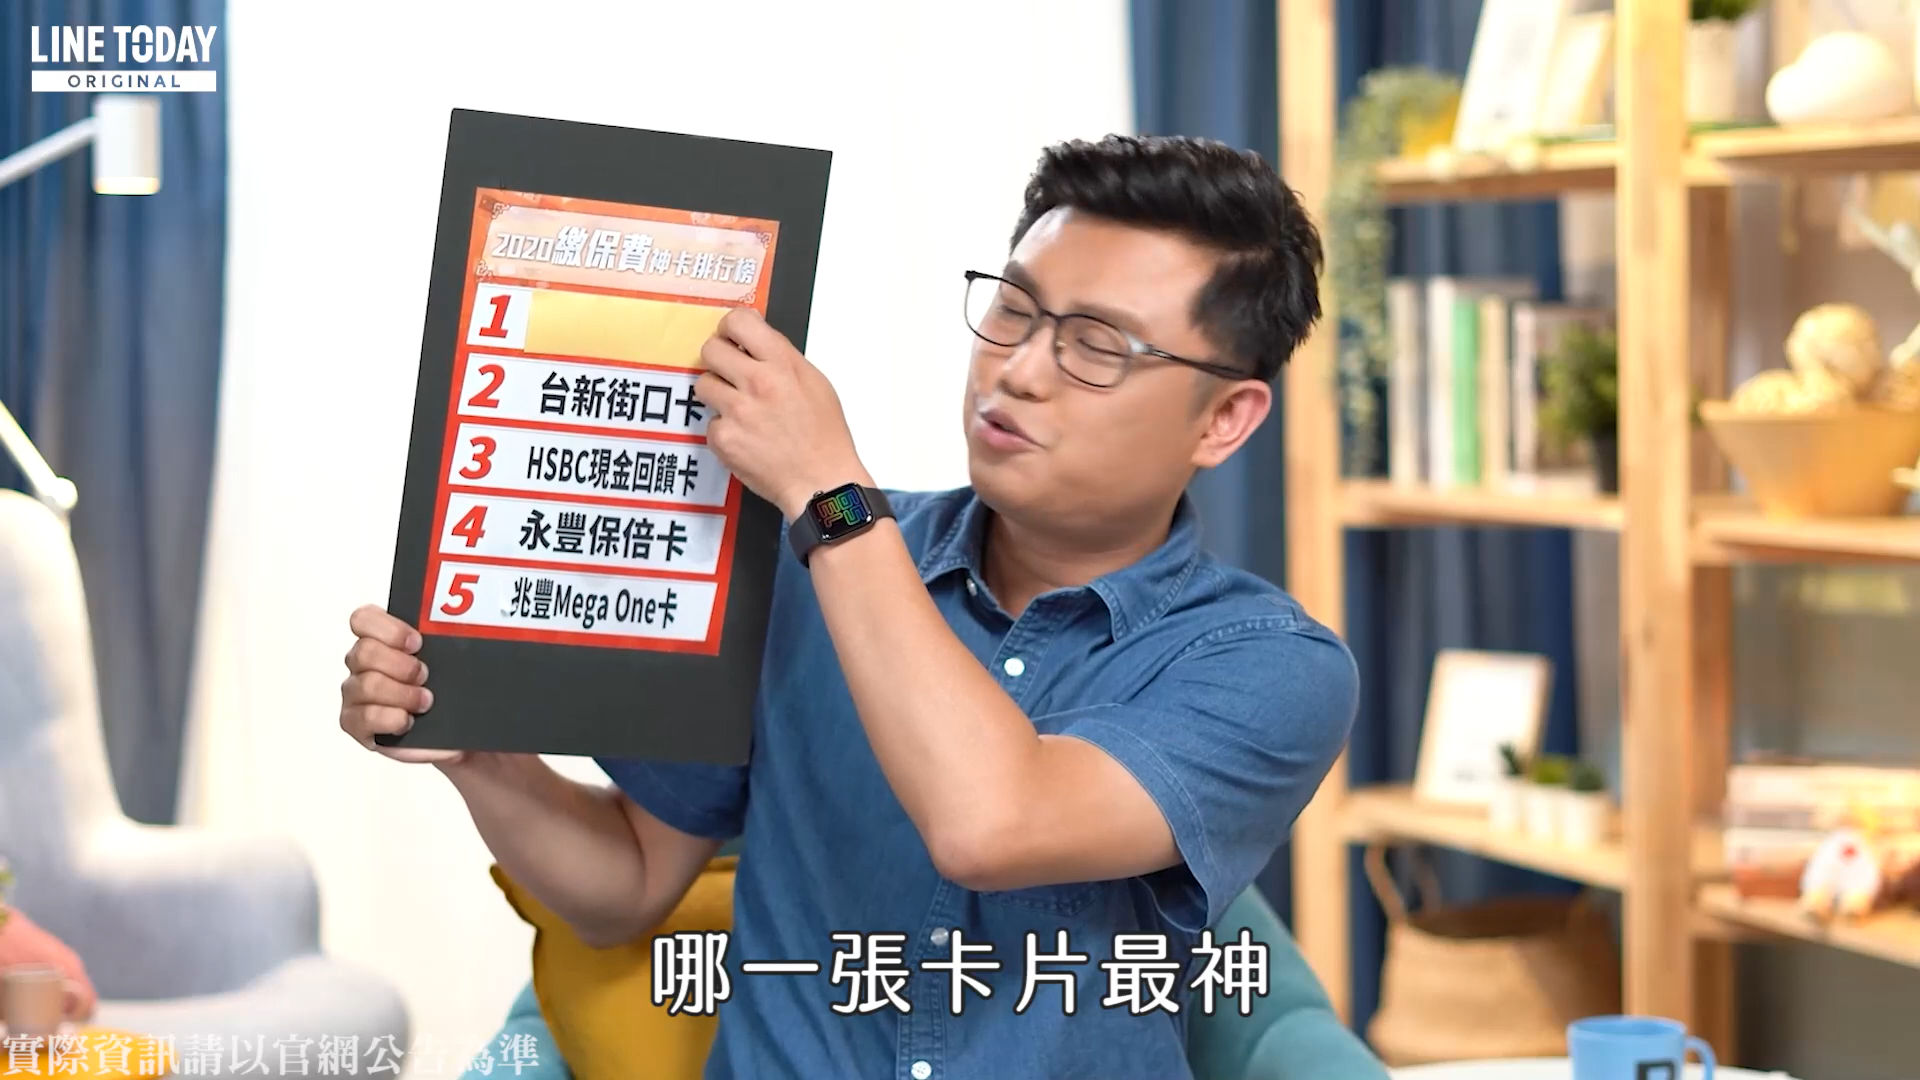 LINE TODAY
ORIGINAL
2020繳保費神卡排行榜
1
2 台新街口卡
3 HSBC現金回饋卡
4 永豐保倍卡
5 兆豐Mega One卡
哪一張卡片最神
實際資訊請以官網公告為準